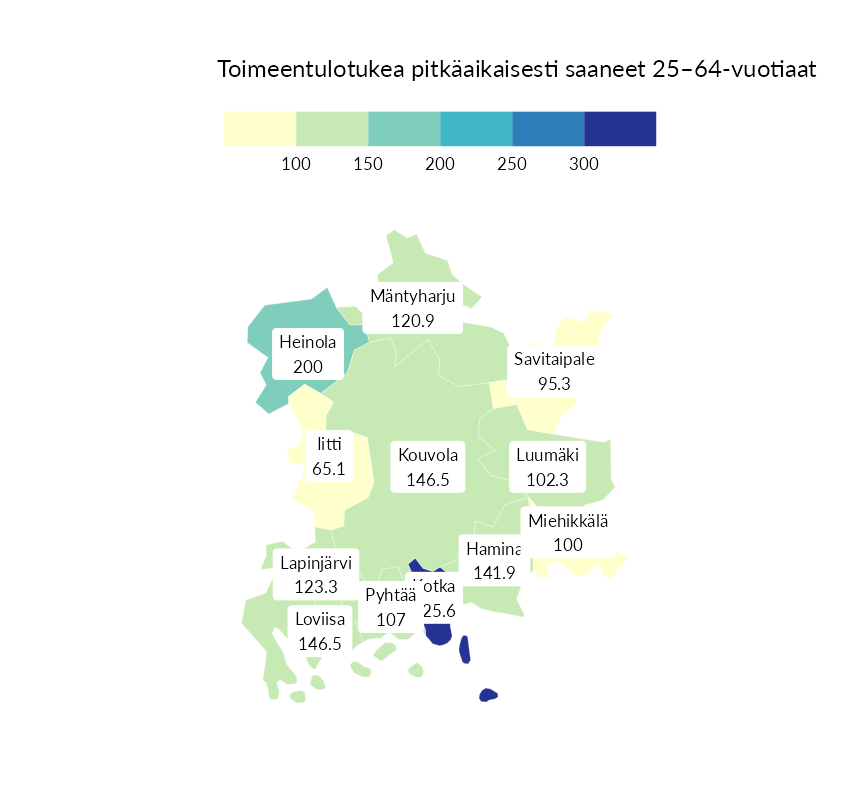 Toimeentulotukea pitkäaikaisesti saaneet 25–64-vuotiaat
100 150 200 250 300
Mäntyharju
120.9
Heinola
200
Savitaipale
95.3
Iitti
65.1
Kouvola
146.5
Luumäki
102.3
Miehikkälä
100
Hamina
141.9
Lapinjärvi
123.3
Pyhtää
107
Loviisa
146.5